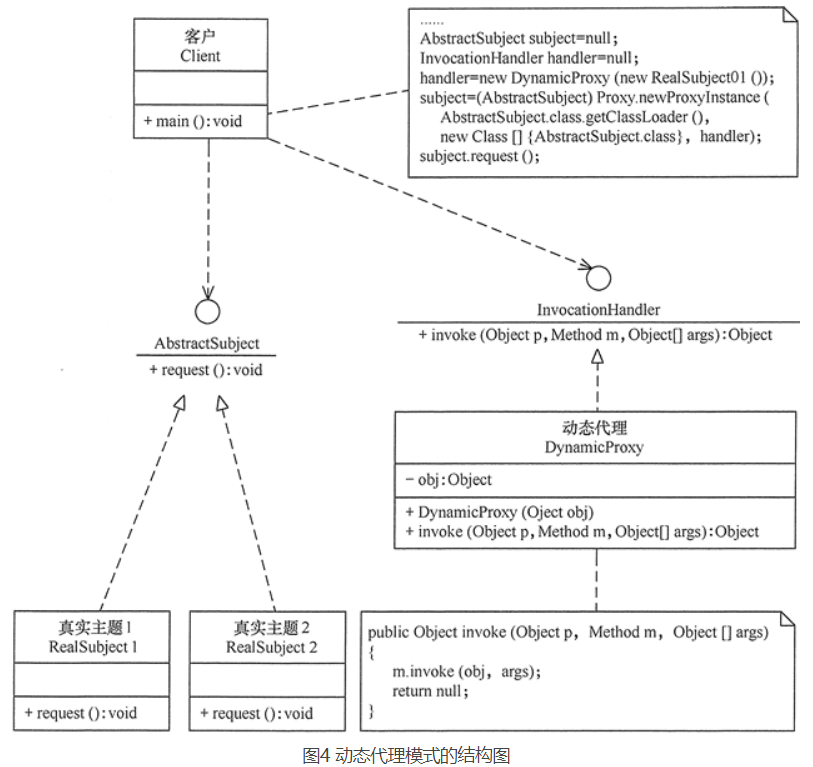 客户
Client
+ main ():void
......
AbstractSubject subject=null;
InvocationHandler handler=null;
handler=new DynamicProxy (new RealSubject01 ());
subject=(AbstractSubject) Proxy.newProxyInstance (
AbstractSubject.class.getClassLoader (),
new Class [] {AbstractSubject.class}, handler);
subject.request ();
AbstractSubject
+ request ():void
InvocationHandler
+ invoke (Object p,Method m,Object[] args):Object
动态代理
DynamicProxy
- obj:Object
+ DynamicProxy (Oject obj)
+ invoke (Object p,Method m,Object[] args):Object
真实主题1
RealSubject 1
+ request ():void
真实主题 2
RealSubject 2
+ request ():void
public Object invoke (Object p, Method m, Object [] args)
{
m.invoke (obj, args);
return null;
}
图4 动态代理模式的结构图